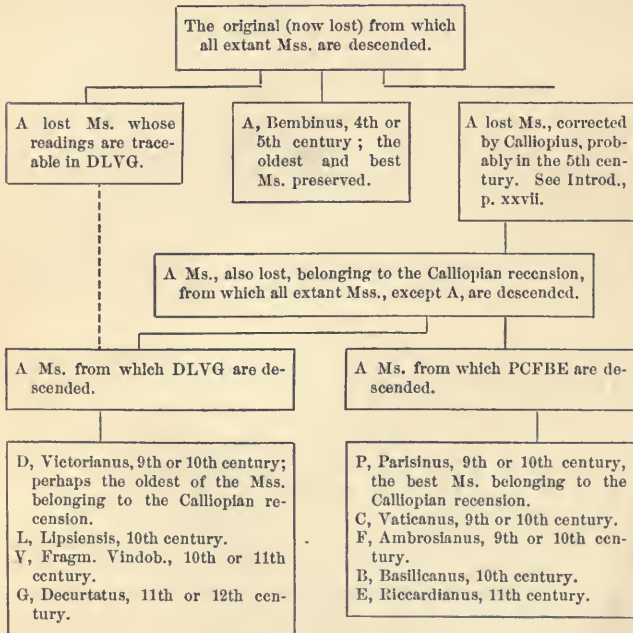 The original (now lost) from which
all extant Mss. are descended.
A lost Ms. whose
readings are trace-
able in DLVG.
A, Bembinus, 4th or
5th century; the
oldest and best
Ms. preserved.
A lost Ms., corrected
by Calliopius, prob-
ably in the 5th cen-
tury. See Introd.,
p. xxvii.
A Ms., also lost, belonging to the Calliopian recension,
from which all extant Mss., except A, are descended.
A Ms. from which DLVG are de-
scended.
A Ms. from which PCFBE are de-
scended.
D, Victorianus, 9th or 10th century;
perhaps the oldest of the Mss.
belonging to the Calliopian re-
cension.
L, Lipsiensis, 10th century.
V, Fragm. Vindob., 10th or 11th
century.
G, Decurtatus, 11th or 12th cen-
tury.
P, Parisinus, 9th or 10th century,
the best Ms. belonging to the
Calliopian recension.
C, Vaticanus, 9th or 10th century.
F, Ambrosianus, 9th or 10th cen-
tury.
B, Basilicanus, 10th century.
E, Riccardianus, 11th century.